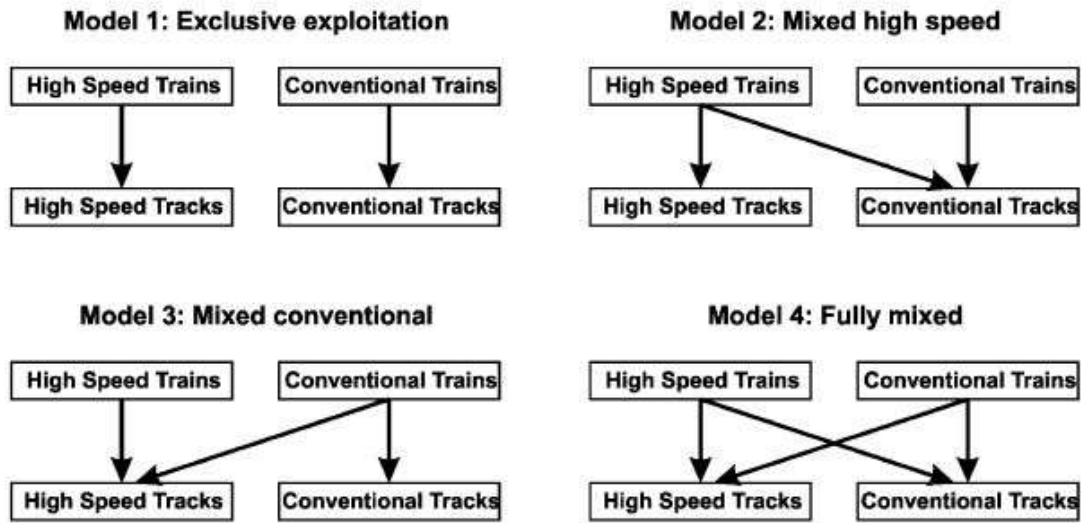 Model 1: Exclusive exploitation
High Speed Trains
Conventional Trains
High Speed Tracks
Conventional Tracks
Model 2: Mixed high speed
High Speed Trains
Conventional Trains
High Speed Tracks
Conventional Tracks
Model 3: Mixed conventional
High Speed Trains
Conventional Trains
High Speed Tracks
Conventional Tracks
Model 4: Fully mixed
High Speed Trains
Conventional Trains
High Speed Tracks
Conventional Tracks